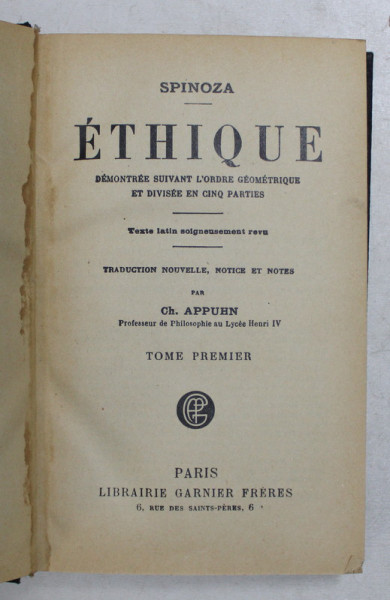 SPINOZA
ÉTHIQUE
DÉMONTRÉE SUIVANT L'ORDRE GÉOMÉTRIQUE
ET DIVISÉE EN CINQ PARTIES
Texte latin soigneusement revu
TRADUCTION NOUVELLE, NOTICE ET NOTES
PAR
Ch. APPUHN
Professeur de Philosophie au Lycée Henri IV
TOME PREMIER
PARIS
LIBRAIRIE GARNIER FRÈRES
6, RUE DES SAINTS-PÈRES, 6